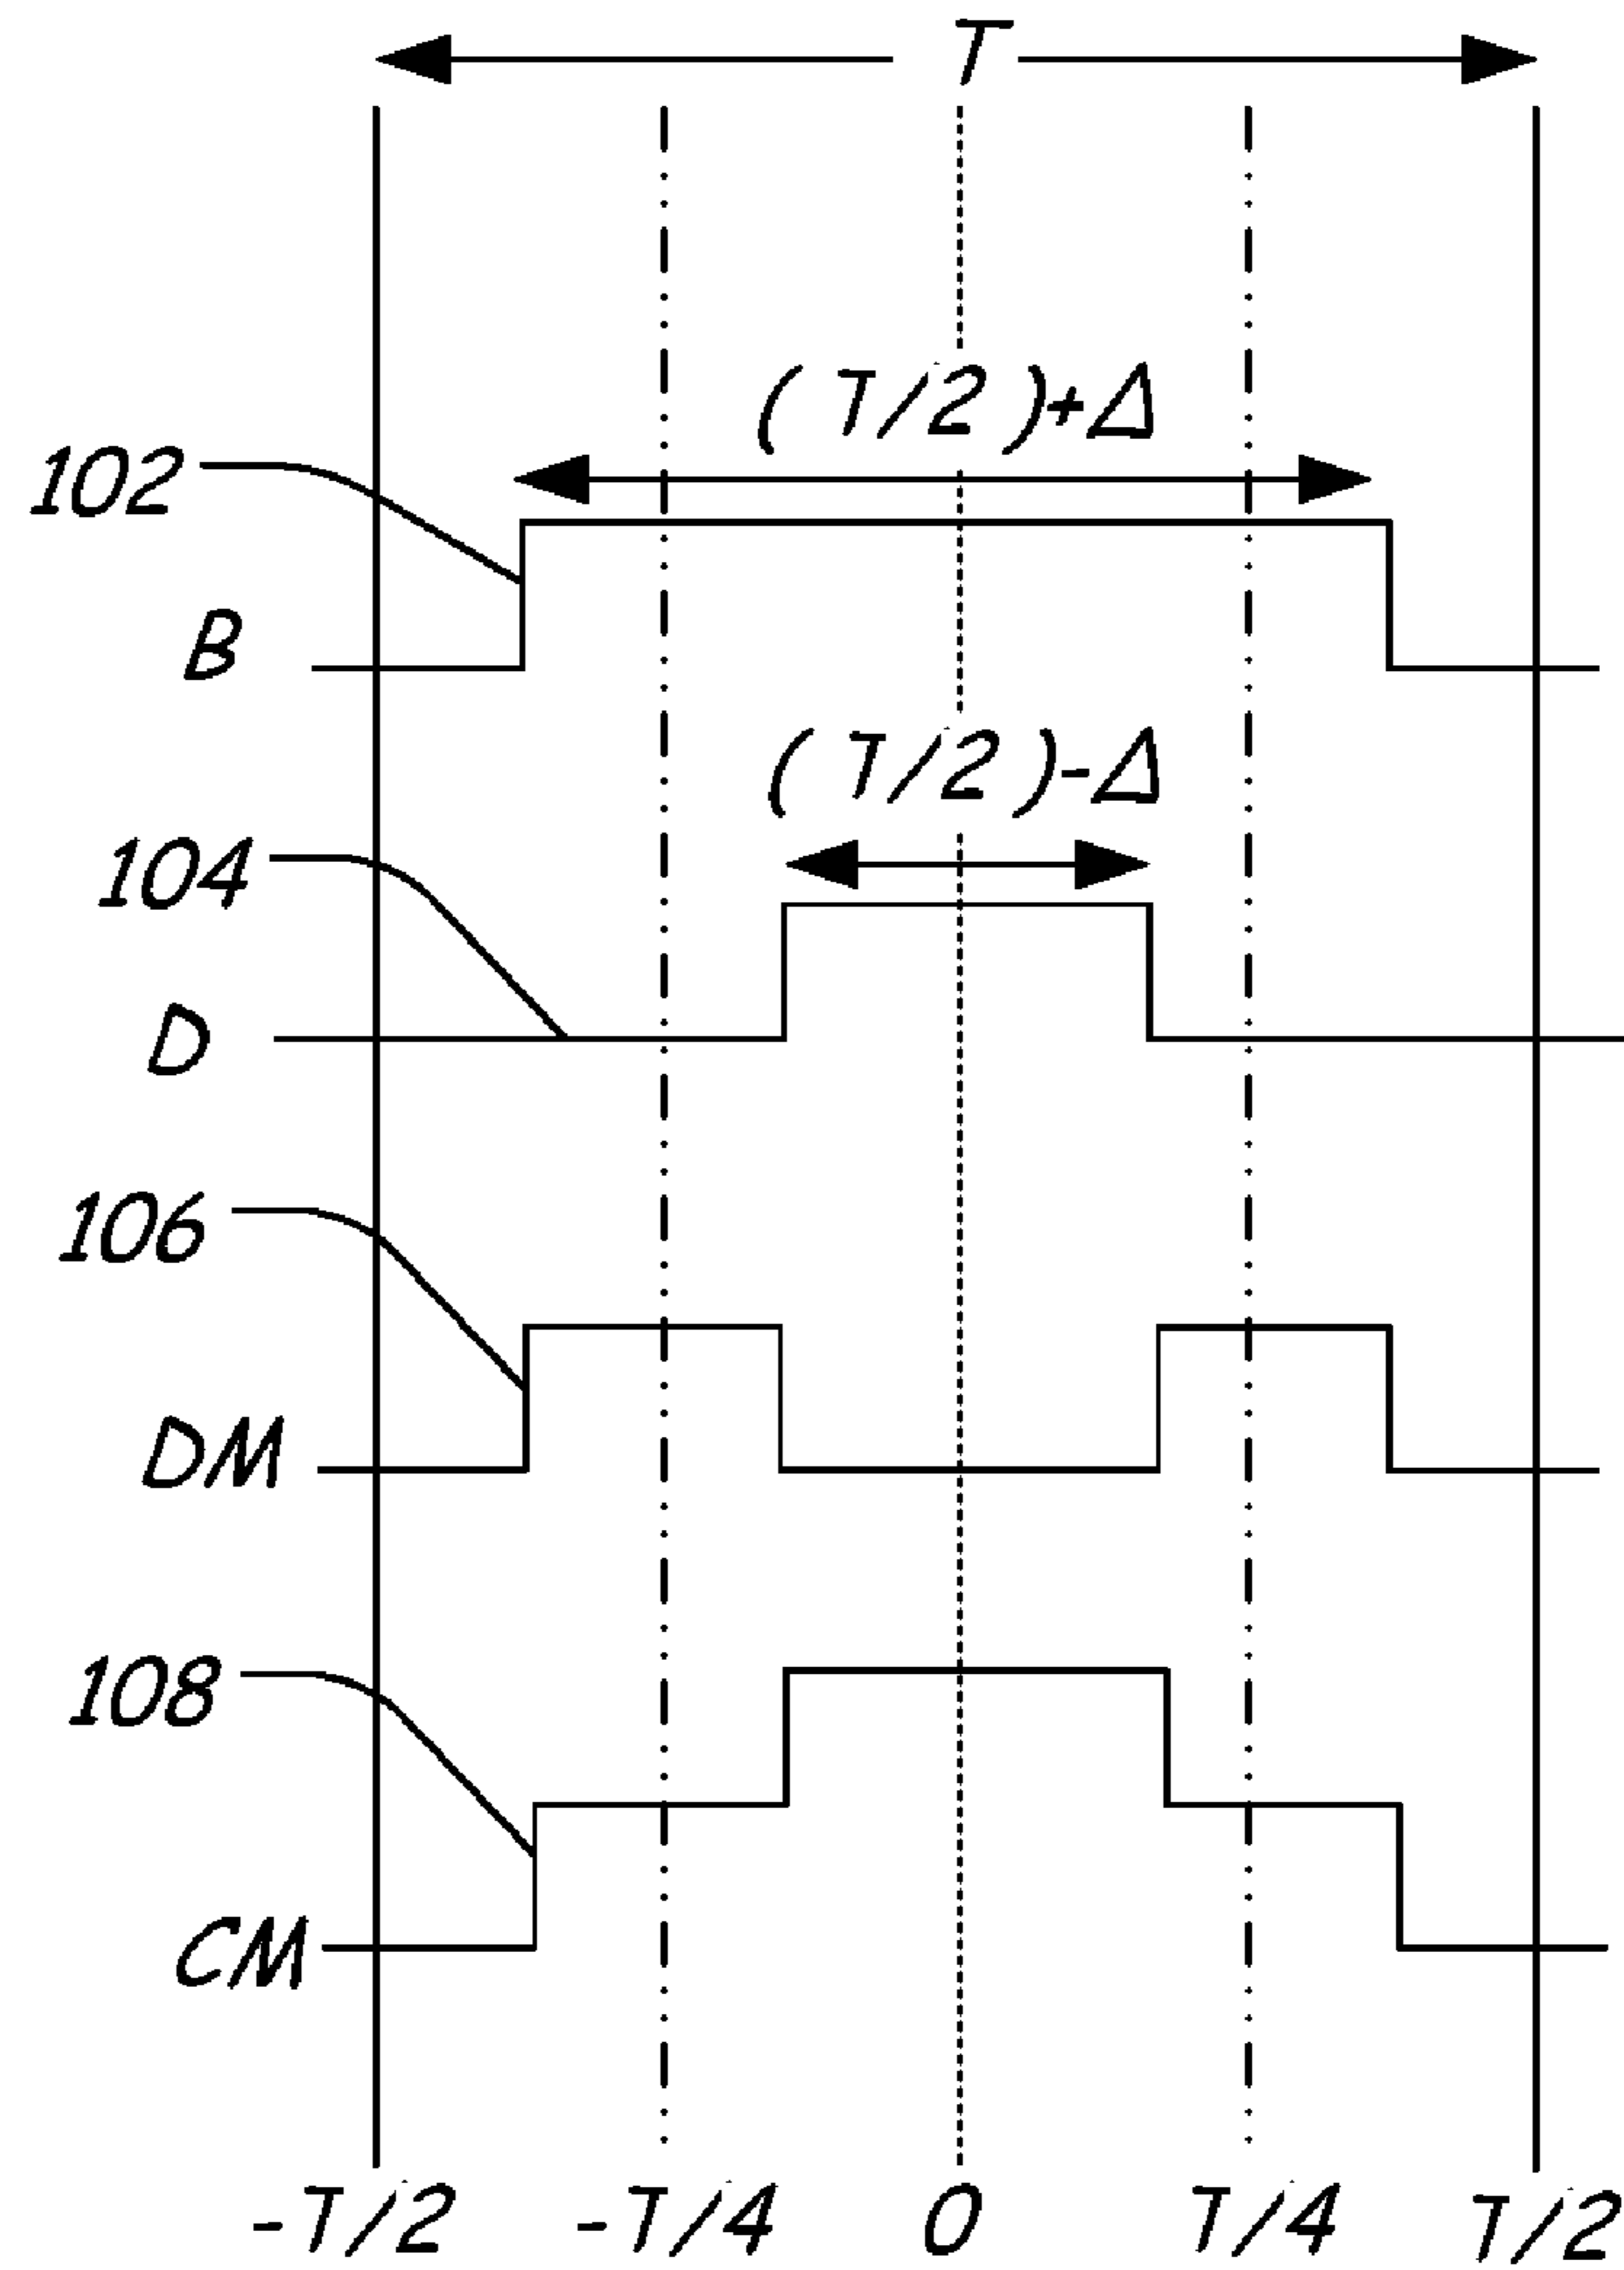 T
(T/2)+Δ
102
B
(T/2)-Δ
104
D
106
DM
108
CM
-T/2 -T/4 0 T/4 T/2